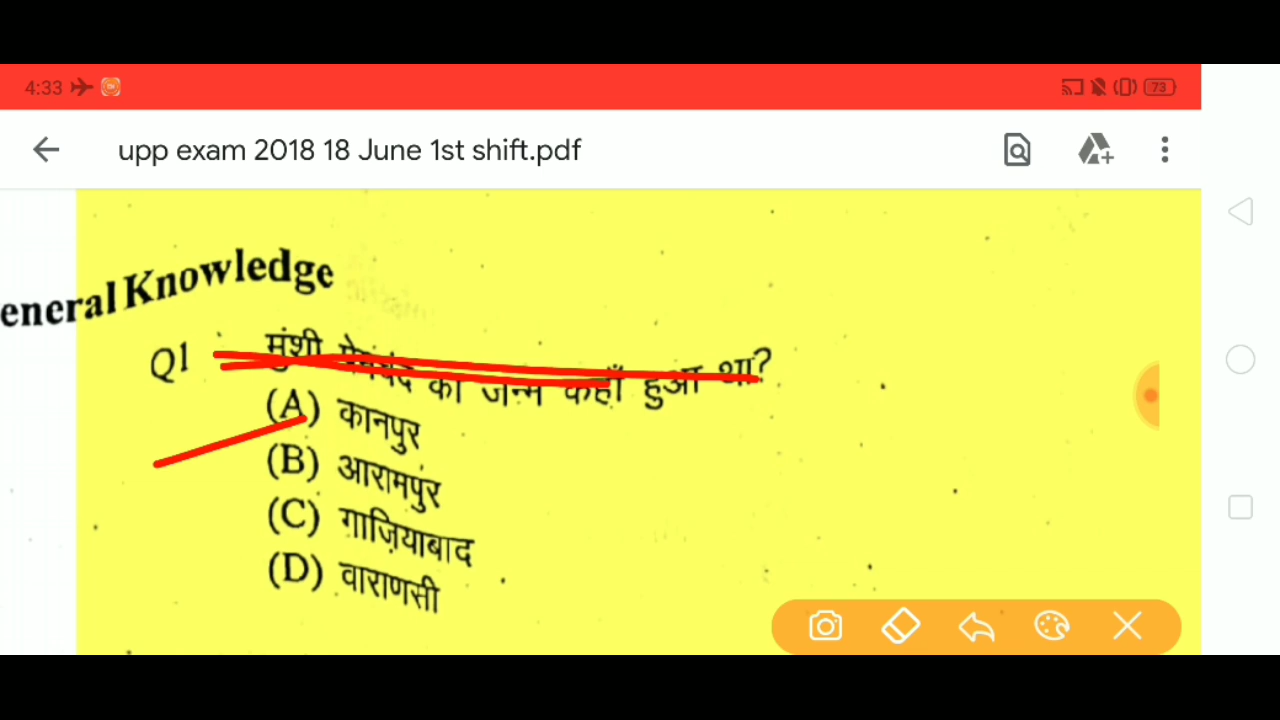 4:33
73
upp exam 2018 18 June 1st shift.pdf
eneral Knowledge
Q1 मुंशी प्रेमचंद का जन्म कहाँ हुआ था?
(A) कानपुर
(B) आरामपुर
(C) गाज़ियाबाद
(D) वाराणसी